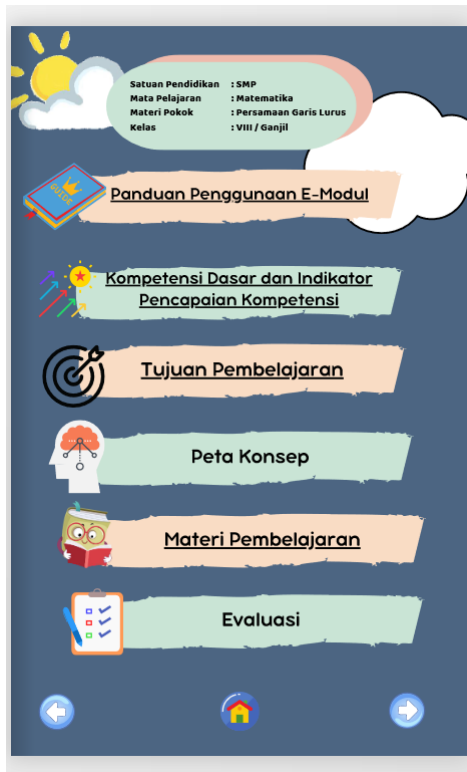 Satuan Pendidikan : SMP
Mata Pelajaran : Matematika
Materi Pokok : Persamaan Garis Lurus
Kelas : VIII / Ganjil
GUIDE
Panduan Penggunaan E-Modul
Kompetensi Dasar dan Indikator
Pencapaian Kompetensi
Tujuan Pembelajaran
Peta Konsep
Materi Pembelajaran
Evaluasi